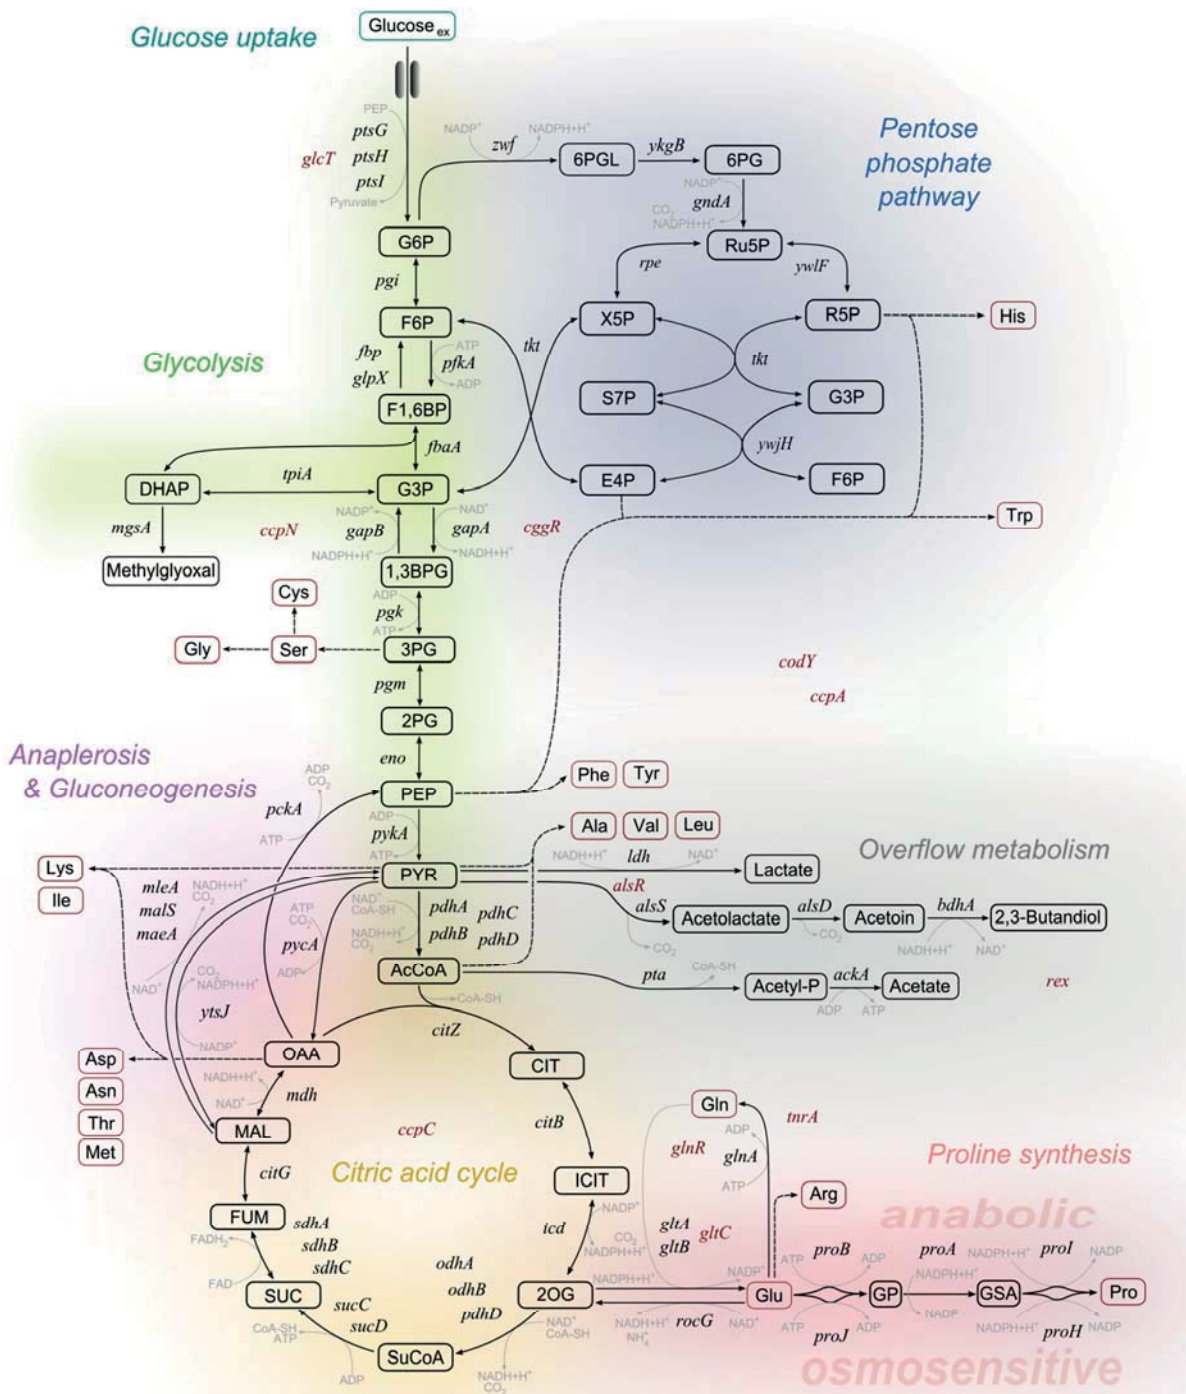 Glucose uptake
Glucose ex
PEP
ptsG
glcT
ptsH
ptsI
Pyruvate
NADP+
NADPH+H+
zwf
6PGL
ykgB
6PG
Pentose
phosphate
pathway
NADP+
gndA
CO2
NADPH+H+
G6P
Ru5P
pgi
rpe
ywlF
F6P
X5P
R5P
His
Glycolysis
fbp
glpX
ATP
pfkA
ADP
tkt
tkt
F1,6BP
S7P
G3P
fbaA
ywjH
DHAP
tpiA
G3P
E4P
F6P
mgsA
ccpN
NADP+
gapB
NADPH+H+
NAD+
gapA
NADH+H+
cggR
Trp
Methylglyoxal
1,3BPG
Cys
ADP
pgk
ATP
Gly
Ser
3PG
codY
pgm
ccpA
2PG
Anaplerosis
& Gluconeogenesis
eno
ADP
CO2
pckA
ATP
PEP
Phe
Tyr
ADP
pykA
ATP
Ala
Val
Leu
Overflow metabolism
Lys
Ile
PYR
NADH+H+
ldh
NAD+
Lactate
mleA
malS
maeA
NADH+H+
CO2
NAD+
ATP
CO2
pycA
ADP
NAD+
CoA-SH
NADH+H+
CO2
pdhA
pdhB
pdhC
pdhD
alsR
alsS
CO2
Acetolactate
alsD
CO2
Acetoin
bdhA
NADH+H+
NAD+
2,3-Butandiol
AcCoA
CO2
NADPH+H+
ytsJ
NADP+
CoA-SH
pta
CoA-SH
Acetyl-P
ackA
ADP
ATP
Acetate
rex
citZ
Asp
Asn
Thr
Met
OAA
CIT
NADH+H+
NAD+
mdh
MAL
ccpC
citB
Gln
tnrA
ADP
glnR
glnA
ATP
citG
Citric acid cycle
ICIT
Proline synthesis
Arg
anabolic
FUM
FADH2
FAD
sdhA
sdhB
sdhC
icd
NADP+
CO2
NADPH+H+
gltA
gltB
gltC
SUC
odhA
odhB
pdhD
2OG
NADPH+H+
NADP+
Glu
ATP
proB
ADP
GP
proA
NADPH+H+
NADP
GSA
NADPH+H+
proI
NADP
Pro
sucC
sucD
CoA-SH
ATP
ADP
NAD+
CoA-SH
NADH+H+
CO2
NADH+H+
NH4+
rocG
NAD+
ATP
proJ
ADP
NADPH+H+
proH
NADP
SuCoA
osmosensitive